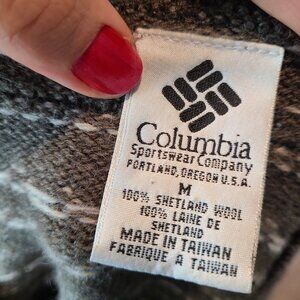 Columbia
Sportswear Company
PORTLAND, OREGON U.S.A.
M
100% SHETLAND WOOL
100% LAINE DE
SHETLAND
MADE IN TAIWAN
FABRIQUE A TAIWAN